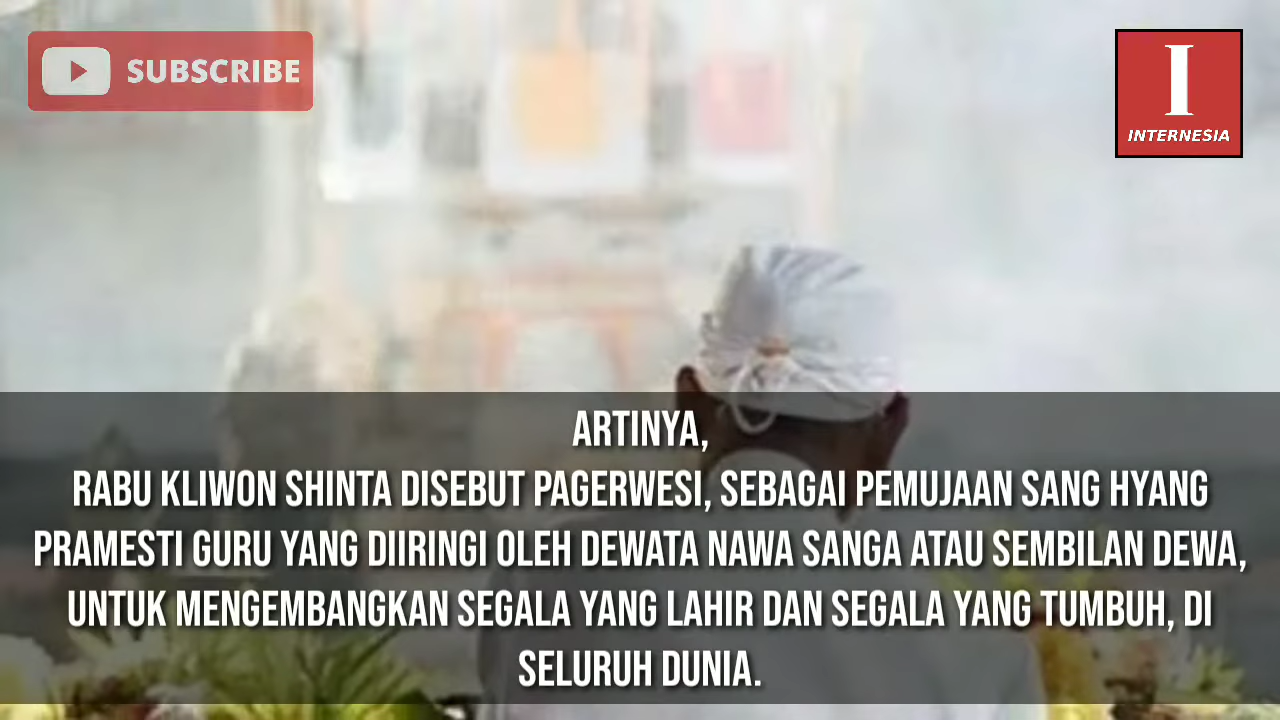 SUBSCRIBE
I
INTERNESIA
ARTINYA,
RABU KLIWON SHINTA DISEBUT PAGERWESI, SEBAGAI PEMUJAAN SANG HYANG
PRAMESTI GURU YANG DIIRINGI OLEH DEWATA NAWA SANGA ATAU SEMBILAN DEWA,
UNTUK MENGEMBANGKAN SEGALA YANG LAHIR DAN SEGALA YANG TUMBUH, DI
SELURUH DUNIA.